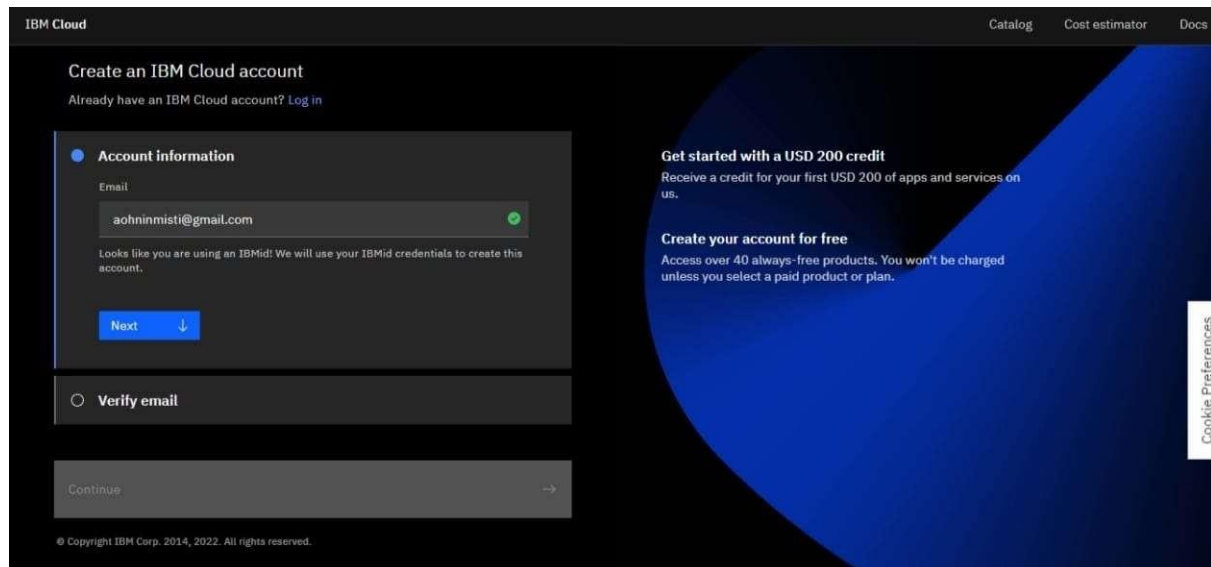 IBM Cloud
Catalog
Cost estimator
Docs
Create an IBM Cloud account
Already have an IBM Cloud account? Log in
Account information
Email
aohninmisti@gmail.com
Looks like you are using an IBMid! We will use your IBMid credentials to create this
account.
Next
Verify email
Continue
© Copyright IBM Corp. 2014, 2022. All rights reserved.
Get started with a USD 200 credit
Receive a credit for your first USD 200 of apps and services on
us.
Create your account for free
Access over 40 always-free products. You won't be charged
unless you select a paid product or plan.
Cookie Preferences